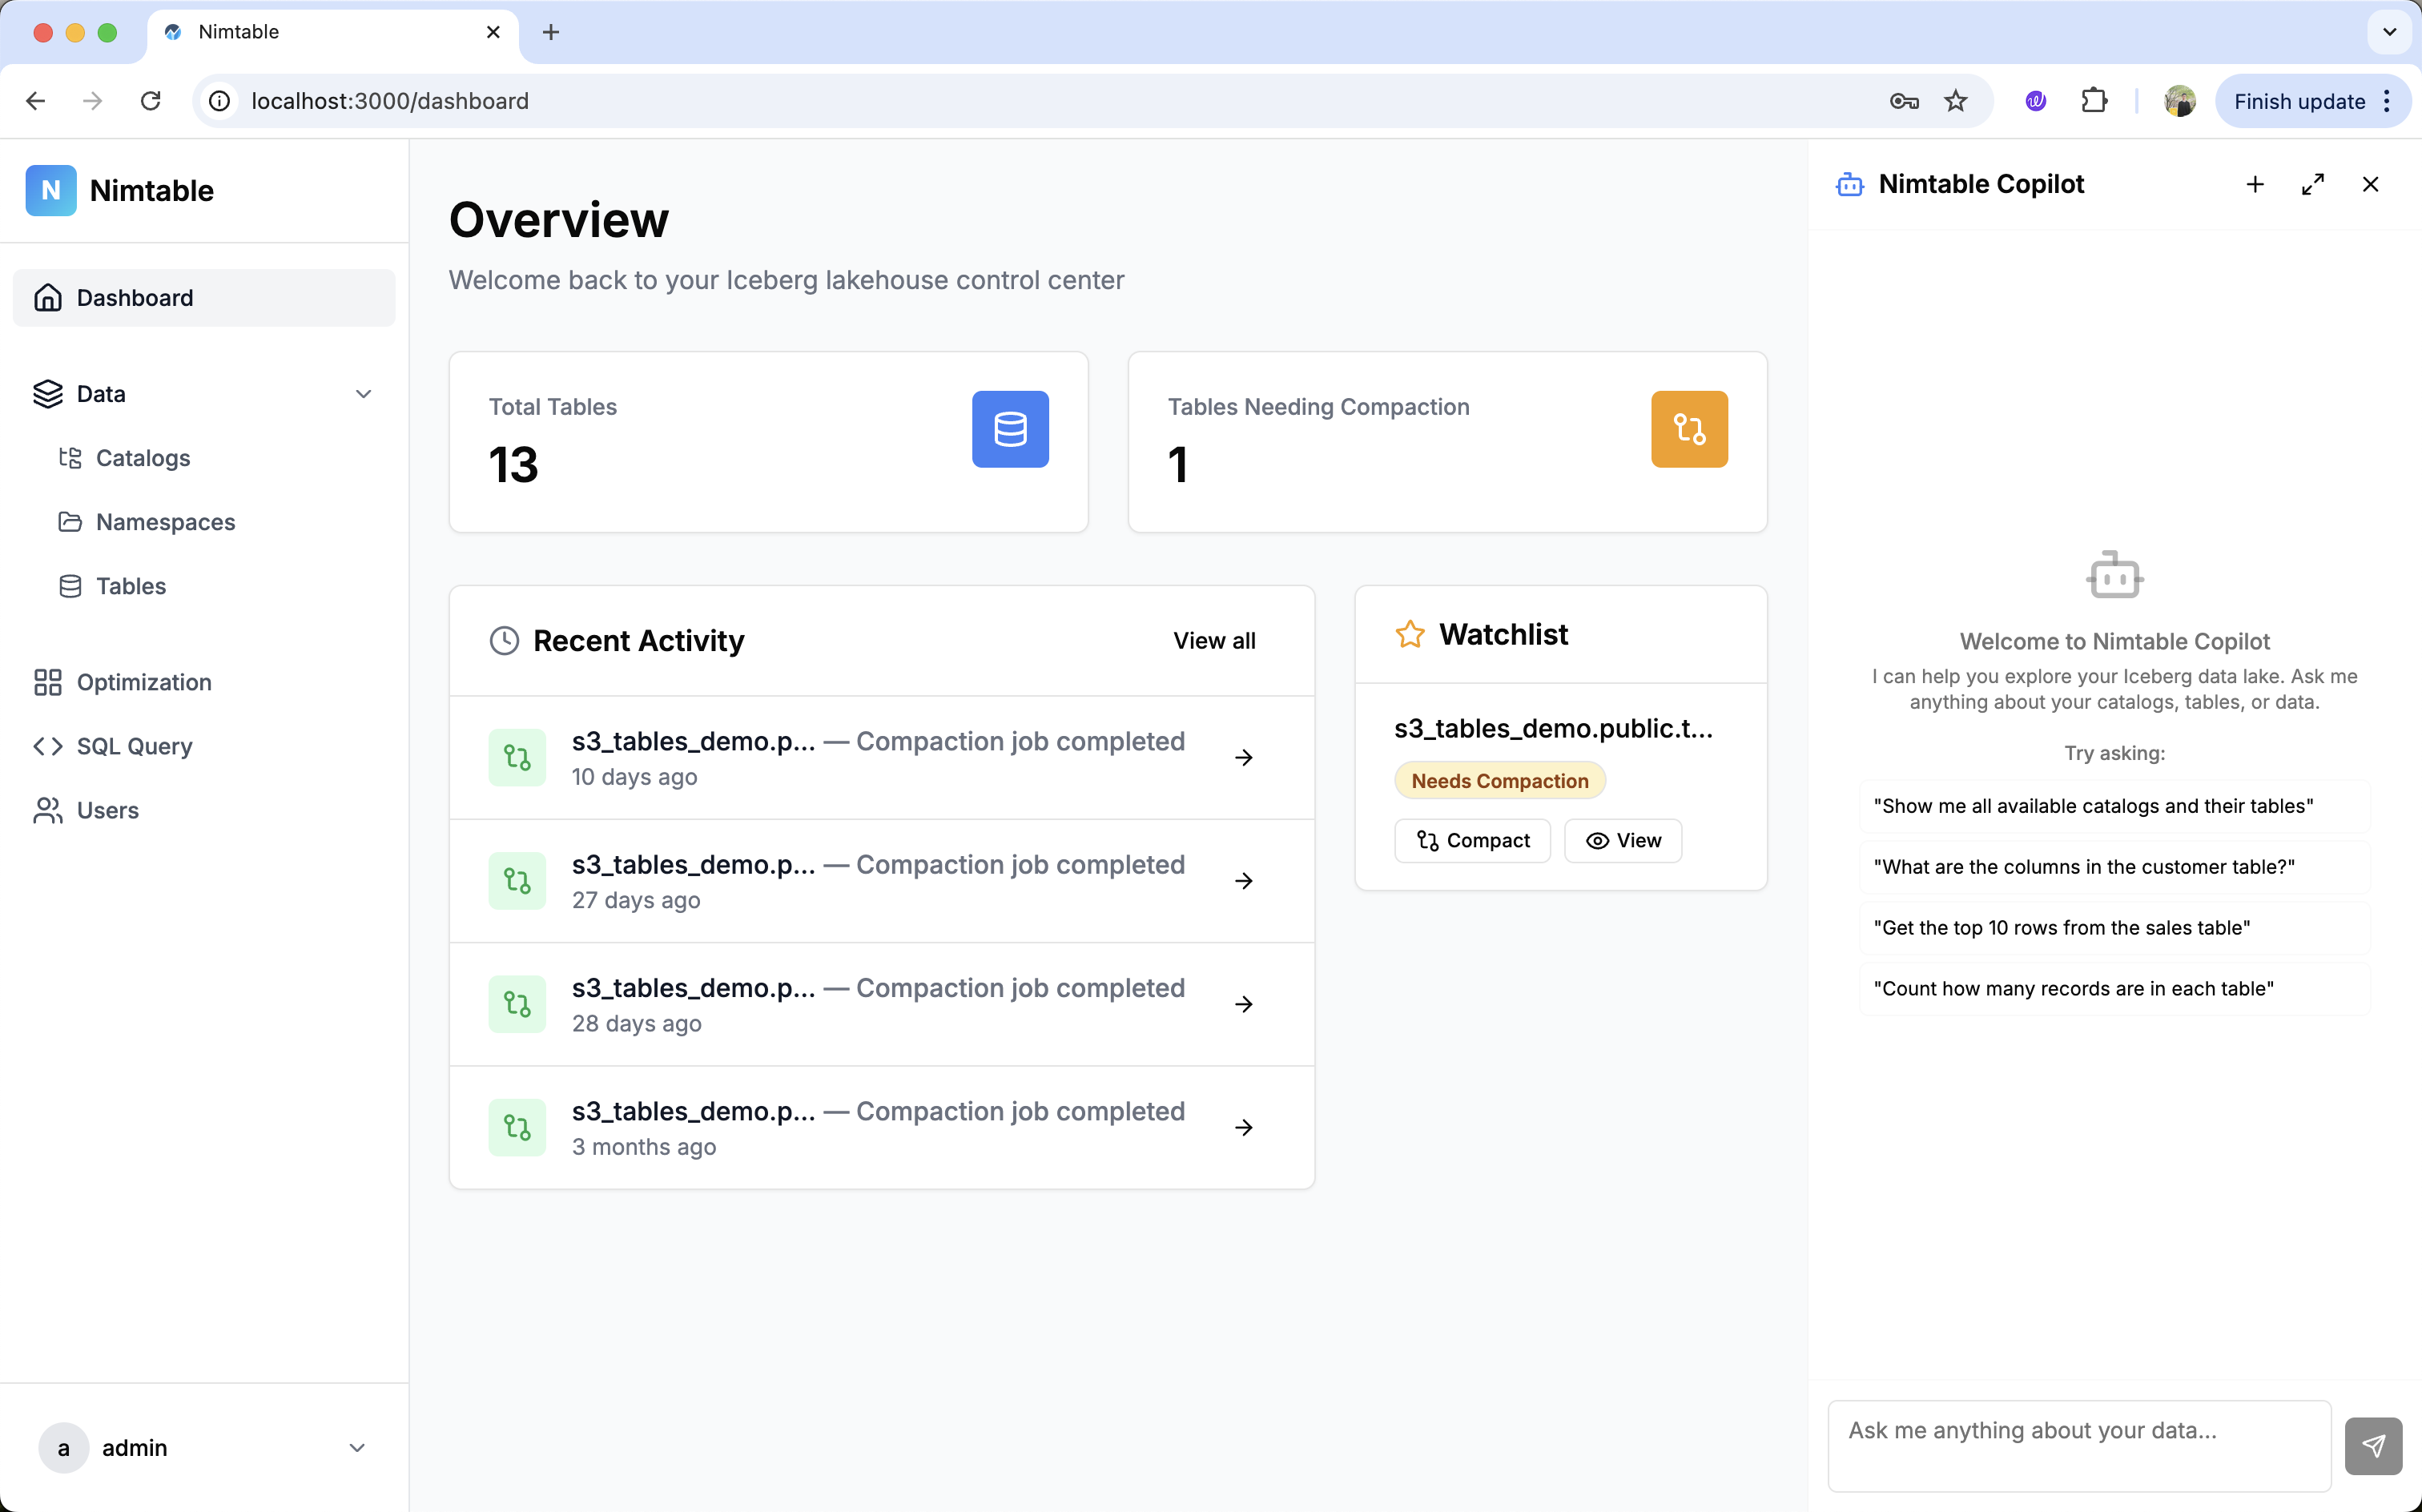 Nimtable
localhost:3000/dashboard
Finish update
N
Nimtable
Dashboard
Data
Catalogs
Namespaces
Tables
Optimization
SQL Query
Users
a
admin
Overview
Welcome back to your Iceberg lakehouse control center
Total Tables
13
Tables Needing Compaction
1
Recent Activity
View all
s3_tables_demo.p... — Compaction job completed
10 days ago
s3_tables_demo.p... — Compaction job completed
27 days ago
s3_tables_demo.p... — Compaction job completed
28 days ago
s3_tables_demo.p... — Compaction job completed
3 months ago
Watchlist
s3_tables_demo.public.t...
Needs Compaction
Compact
View
Nimtable Copilot
Welcome to Nimtable Copilot
I can help you explore your Iceberg data lake. Ask me
anything about your catalogs, tables, or data.
Try asking:
"Show me all available catalogs and their tables"
"What are the columns in the customer table?"
"Get the top 10 rows from the sales table"
"Count how many records are in each table"
Ask me anything about your data...